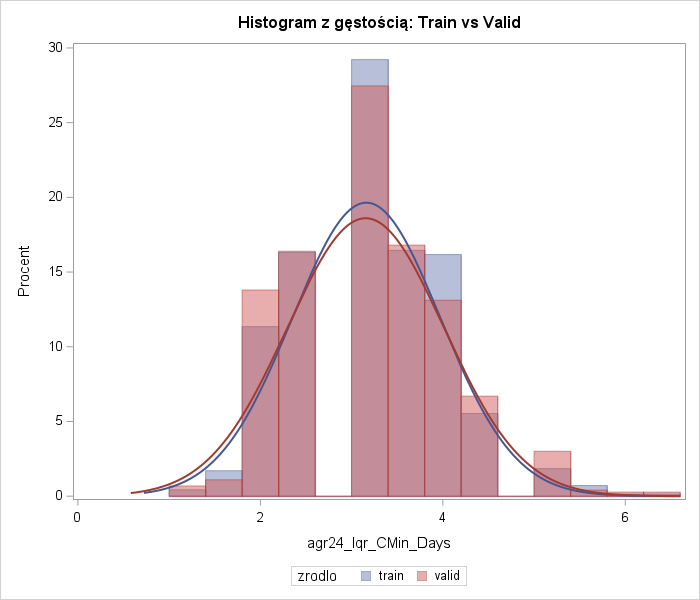 Histogram z gęstością: Train vs Valid
30
25
20
15
10
5
0
Procent
0 2 4 6
agr24_Iqr_CMin_Days
zrodlo train valid